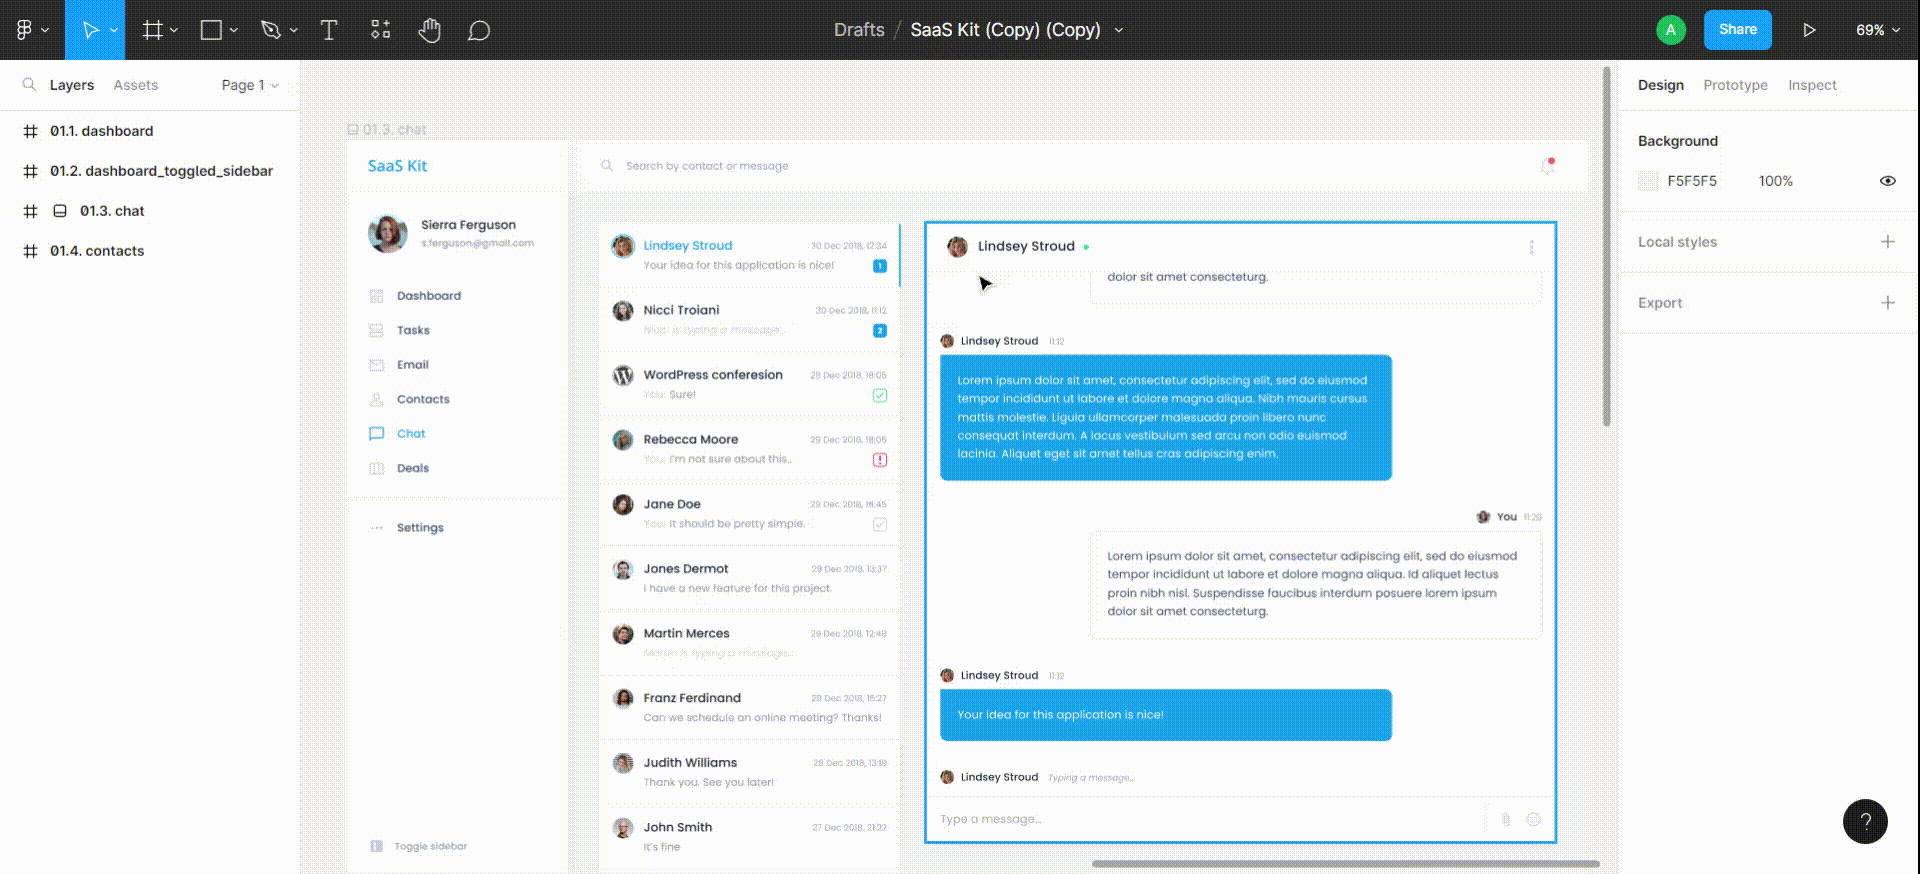 Drafts / SaaS Kit (Copy) (Copy)
A
Share
69%
Layers
Assets
Page 1
01.1. dashboard
01.2. dashboard_toggled_sidebar
01.3. chat
01.4. contacts
01.3. chat
SaaS Kit
Sierra Ferguson
s.ferguson@gmail.com
Dashboard
Tasks
Email
Contacts
Chat
Deals
Settings
Toggle sidebar
Search by contact or message
Lindsey Stroud
30 Dec 2018, 12:34
Your idea for this application is nice!
1
Nicci Troiani
30 Dec 2018, 11:12
Nicci is typing a message...
2
WordPress conferesion
29 Dec 2018, 18:05
You: Sure!
Rebecca Moore
29 Dec 2018, 18:05
You: I'm not sure about this..
Jane Doe
29 Dec 2018, 16:45
You: It should be pretty simple.
Jones Dermot
29 Dec 2018, 13:37
I have a new feature for this project.
Martin Merces
29 Dec 2018, 12:48
Martin is typing a message...
Franz Ferdinand
28 Dec 2018, 15:27
Can we schedule an online meeting? Thanks!
Judith Williams
28 Dec 2018, 13:19
Thank you. See you later!
John Smith
27 Dec 2018, 21:22
It's fine
Lindsey Stroud
dolor sit amet consecteturg.
Lindsey Stroud 11:12
Lorem ipsum dolor sit amet, consectetur adipiscing elit, sed do eiusmod
tempor incididunt ut labore et dolore magna aliqua. Nibh mauris cursus
mattis molestie. Ligula ullamcorper malesuada proin libero nunc
consequat interdum. A lacus vestibulum sed arcu non odio euismod
lacinia. Aliquet eget sit amet tellus cras adipiscing enim.
You 11:20
Lorem ipsum dolor sit amet, consectetur adipiscing elit, sed do eiusmod
tempor incididunt ut labore et dolore magna aliqua. Id aliquet lectus
proin nibh nisl. Suspendisse faucibus interdum posuere lorem ipsum
dolor sit amet consecteturg.
Lindsey Stroud 11:12
Your idea for this application is nice!
Lindsey Stroud Typing a message...
Type a message...
Design
Prototype
Inspect
Background
F5F5F5
100%
Local styles
Export
?